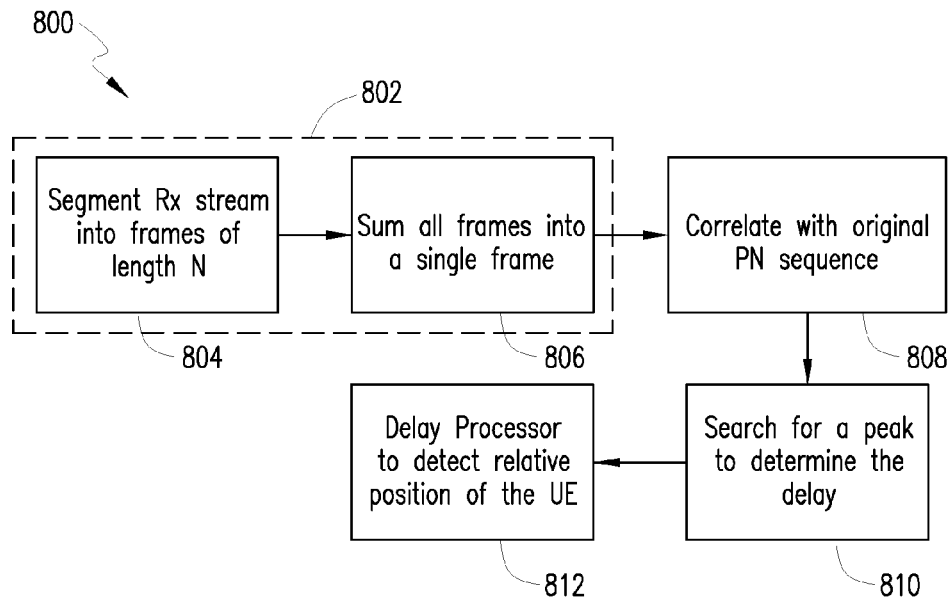 800
802
Segment Rx stream
into frames of
length N
Sum all frames into
a single frame
Correlate with original
PN sequence
804
806
808
Delay Processor
to detect relative
position of the UE
Search for a peak
to determine the
delay
812
810